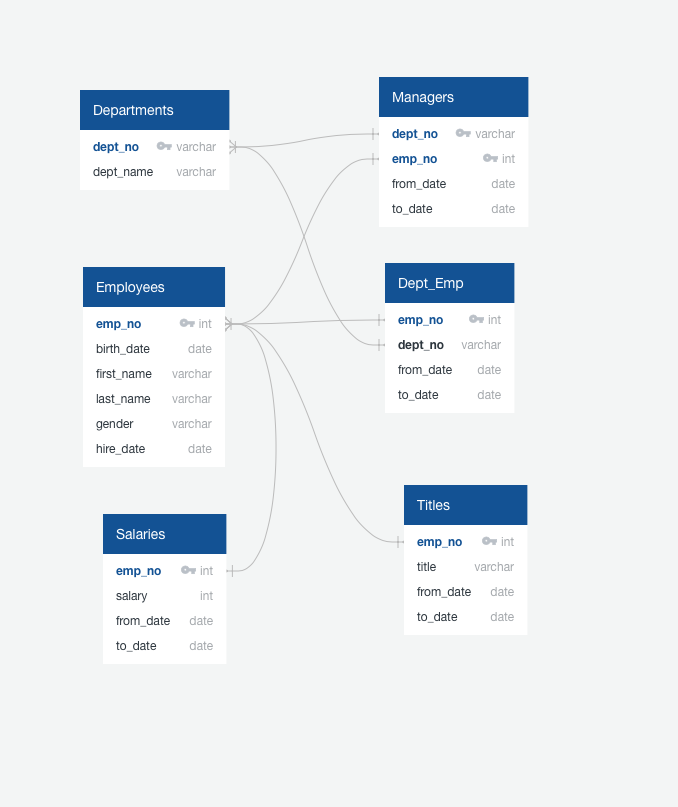 Departments
dept_no varchar
dept_name varchar
Managers
dept_no varchar
emp_no int
from_date date
to_date date
Employees
emp_no int
birth_date date
first_name varchar
last_name varchar
gender varchar
hire_date date
Dept_Emp
emp_no int
dept_no varchar
from_date date
to_date date
Salaries
emp_no int
salary int
from_date date
to_date date
Titles
emp_no int
title varchar
from_date date
to_date date